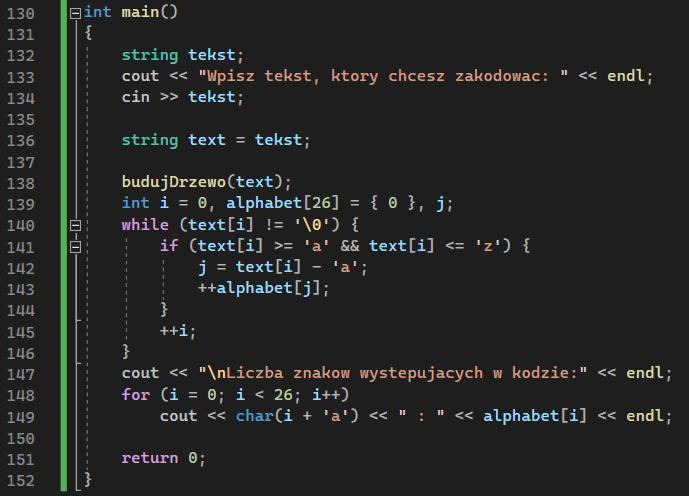 130 int main()
131 {
132 string tekst;
133 cout << "Wpisz tekst, ktory chcesz zakodowac: " << endl;
134 cin >> tekst;
135
136 string text = tekst;
137
138 budujDrzewo(text);
139 int i = 0, alphabet[26] = { 0 }, j;
140 while (text[i] != '\0') {
141 if (text[i] >= 'a' && text[i] <= 'z') {
142 j = text[i] - 'a';
143 ++alphabet[j];
144 }
145 ++i;
146 }
147 cout << "\nLiczba znakow wystepujacych w kodzie:" << endl;
148 for (i = 0; i < 26; i++)
149 cout << char(i + 'a') << " : " << alphabet[i] << endl;
150
151 return 0;
152 }